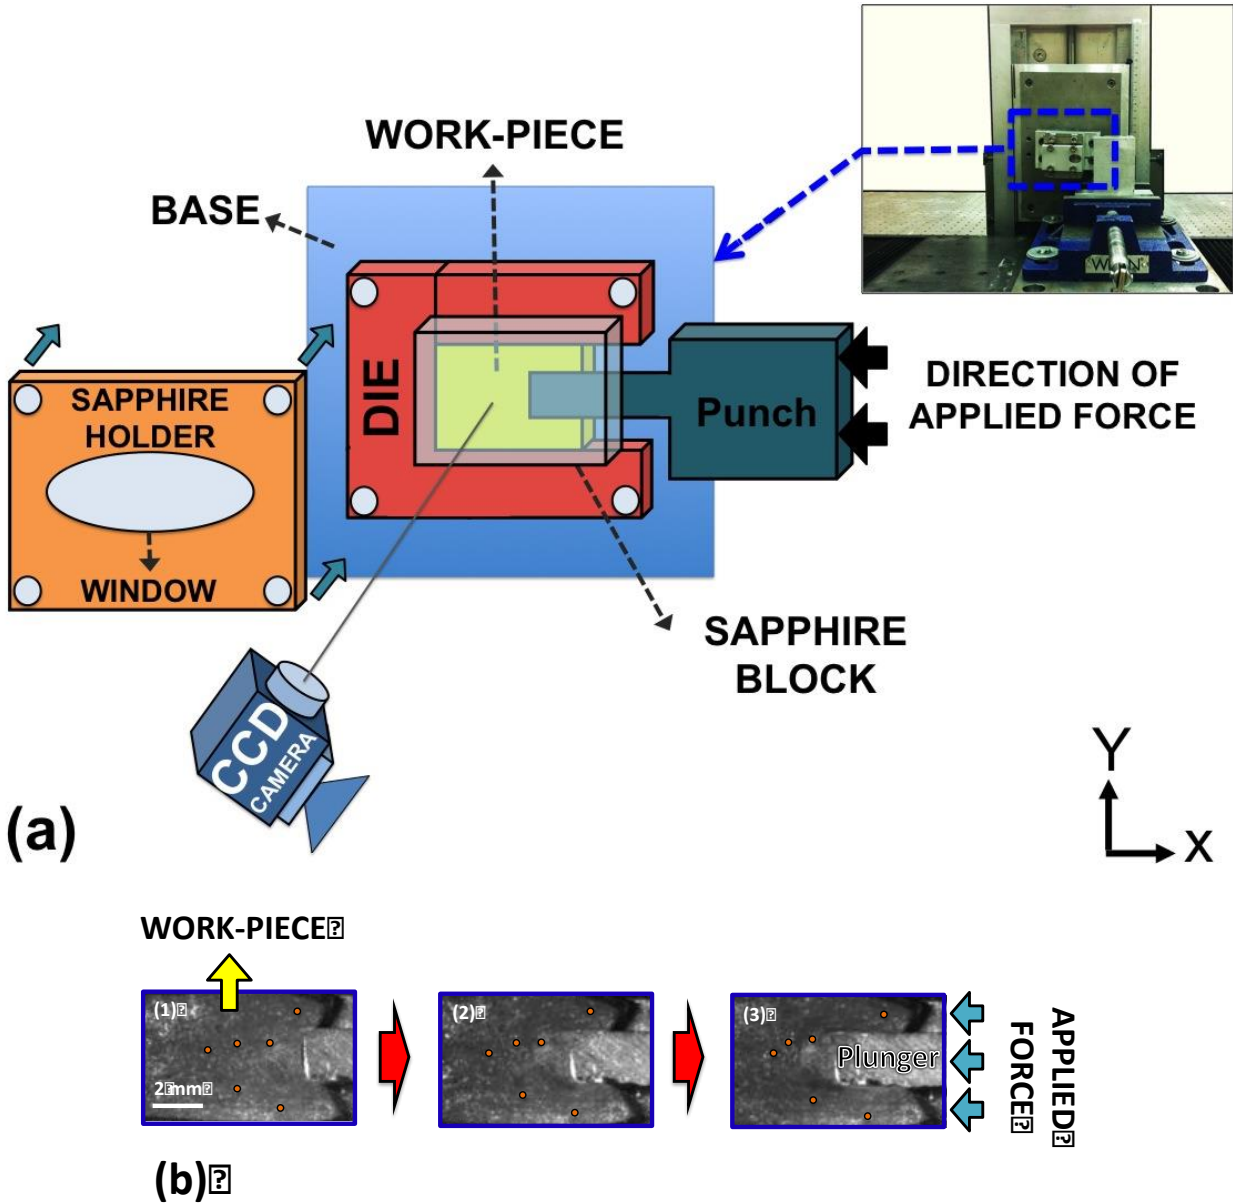 WORK-PIECE
BASE
DIE
SAPPHIRE
HOLDER
WINDOW
Punch
DIRECTION OF
APPLIED FORCE
SAPPHIRE
BLOCK
CCD
CAMERA
Y
X
(a)
WORK-PIECE
(1)
2 mm
(2)
(3)
Plunger
APPLIED
FORCE
(b)